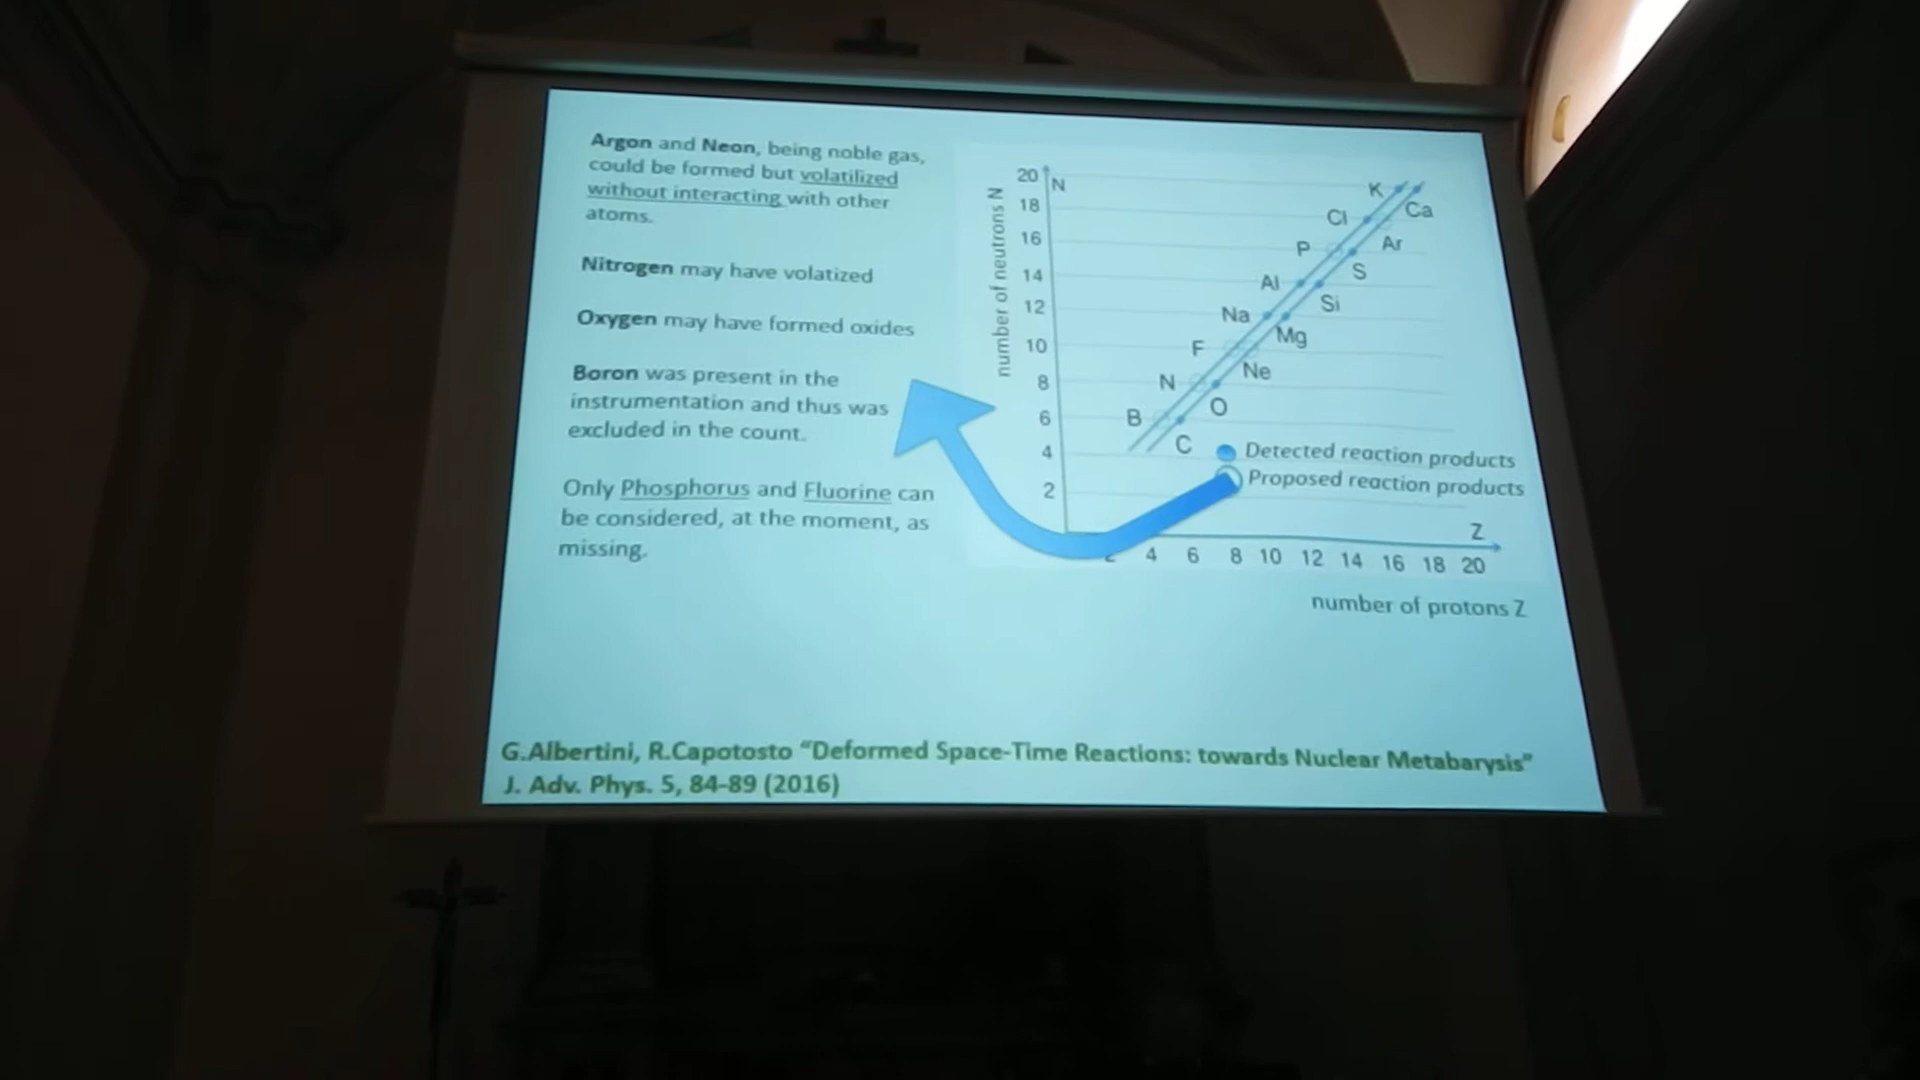 Argon and Neon, being noble gas,
could be formed but volatilized
without interacting with other
atoms.
Nitrogen may have volatized
Oxygen may have formed oxides
Boron was present in the
instrumentation and thus was
excluded in the count.
Only Phosphorus and Fluorine can
be considered, at the moment, as
missing.
number of neutrons N
20
18
16
14
12
10
8
6
4
2
N
K
Ca
Cl
Ar
P
S
Al
Si
Na
Mg
F
Ne
N
O
B
C
Detected reaction products
Proposed reaction products
Z
2 4 6 8 10 12 14 16 18 20
number of protons Z
G.Albertini, R.Capotosto “Deformed Space-Time Reactions: towards Nuclear Metabarysis”
J. Adv. Phys. 5, 84-89 (2016)